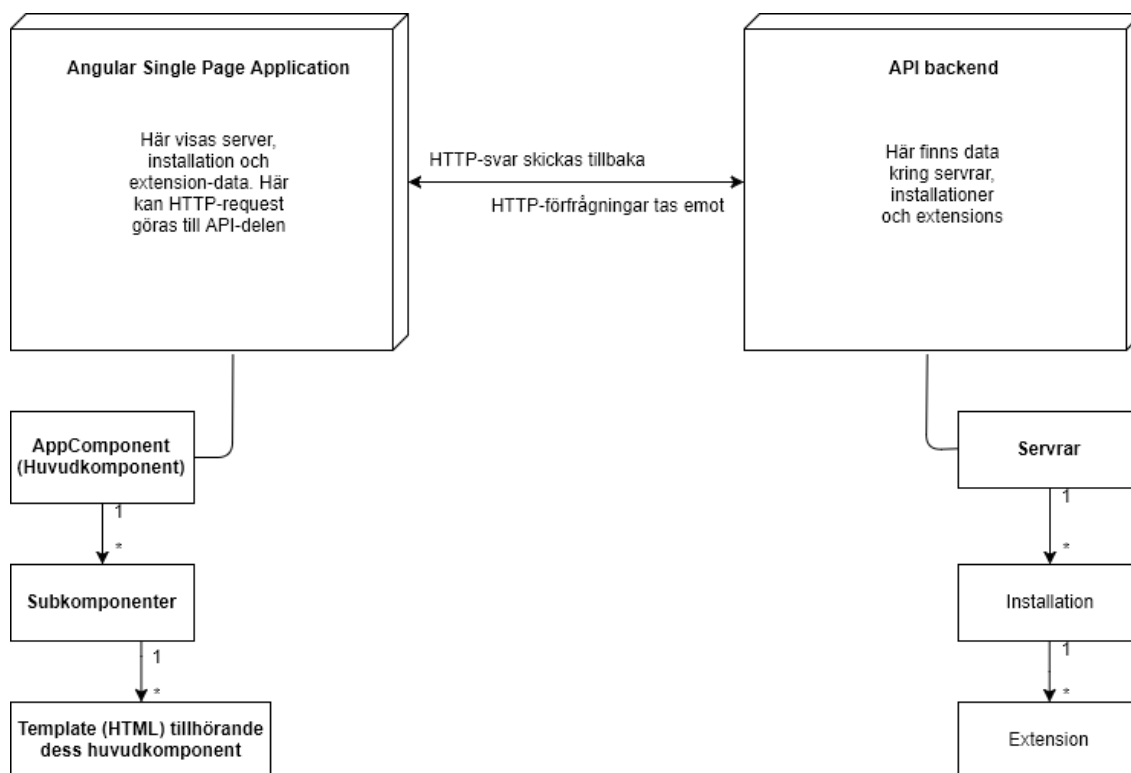 Angular Single Page Application
Här visas server,
installation och
extension-data. Här
kan HTTP-request
göras till API-delen
HTTP-svar skickas tillbaka
HTTP-förfrågningar tas emot
API backend
Här finns data
kring servrar,
installationer
och extensions
AppComponent
(Huvudkomponent)
1
*
Subkomponenter
1
*
Template (HTML) tillhörande
dess huvudkomponent
Servrar
1
*
Installation
1
*
Extension